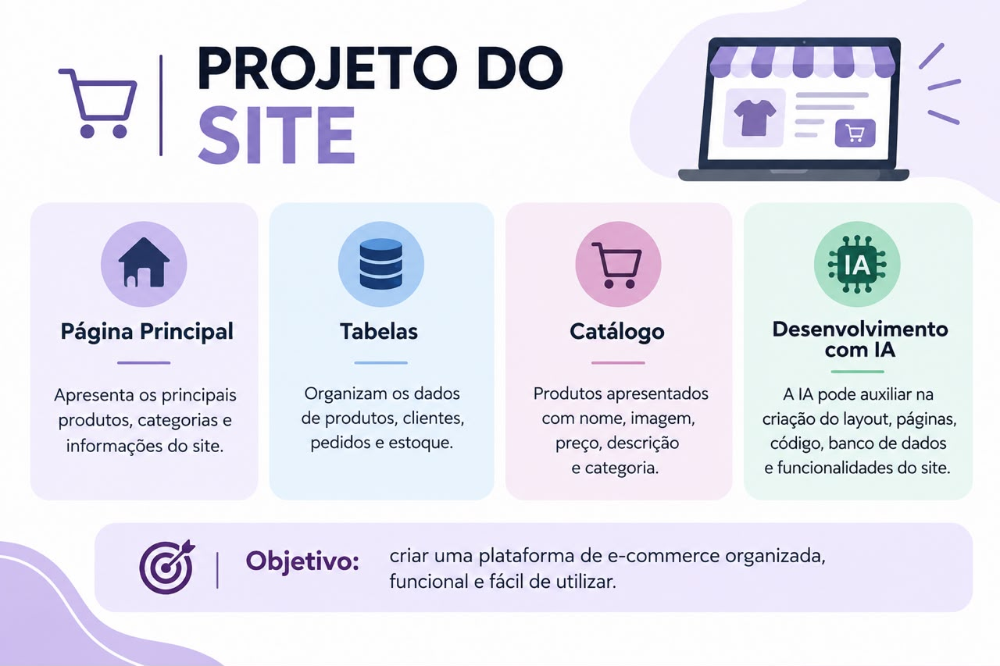 PROJETO DO
SITE
Página Principal
Apresenta os principais
produtos, categorias e
informações do site.
Tabelas
Organizam os dados
de produtos, clientes,
pedidos e estoque.
Catálogo
Produtos apresentados
com nome, imagem,
preço, descrição
e categoria.
IA
Desenvolvimento
com IA
A IA pode auxiliar na
criação do layout, páginas,
código, banco de dados
e funcionalidades do site.
Objetivo:
criar uma plataforma de e-commerce organizada,
funcional e fácil de utilizar.